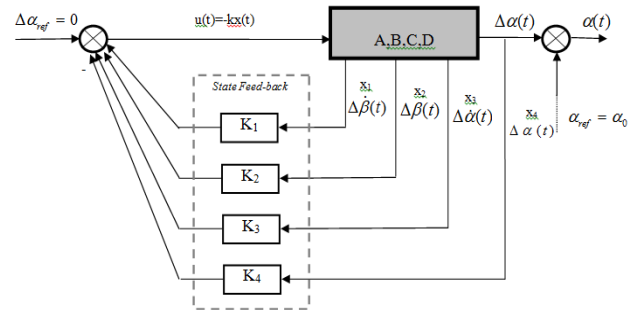 Δα_ref = 0
u(t)=-kx(t)
A,B,C,D
Δα(t)
α(t)
-
State Feed-back
x₁
Δβ̇(t)
x₂
Δβ(t)
x₃
Δα̇(t)
x₄
Δ α (t)
α_ref = α₀
K₁
K₂
K₃
K₄